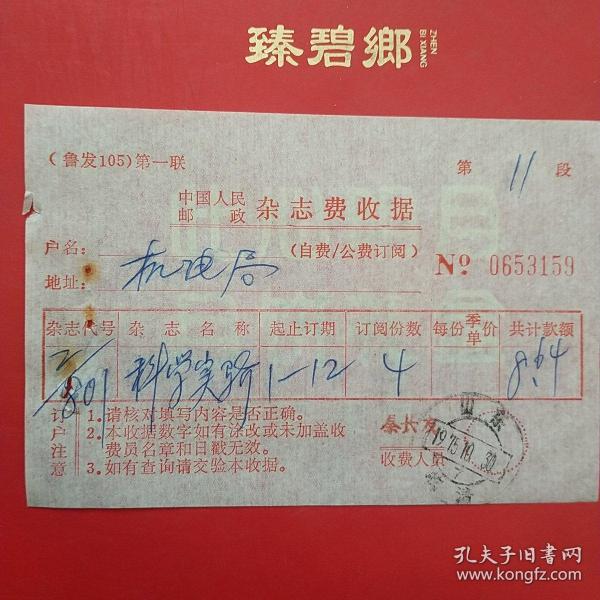 臻碧鄉 ZHEN BI XIANG
(鲁发105)第一联
第 11 段
中国人民邮政 杂志费收据
户名:
(自费/公费订阅)
地址: 机电局
№ 0653159
杂志代号 杂志名称 起止订期 订阅份数 每份季单价 共计款额
2/801 科学实验 1-12 4 8.64
订户注意
1.请核对填写内容是否正确。
2.本收据数字如有涂改或未加盖收
费员名章和日戳无效。
3.如有查询请交验本收据。
收费人员
山东
1975.10.30
孔夫子旧书网
www.kongfz.com